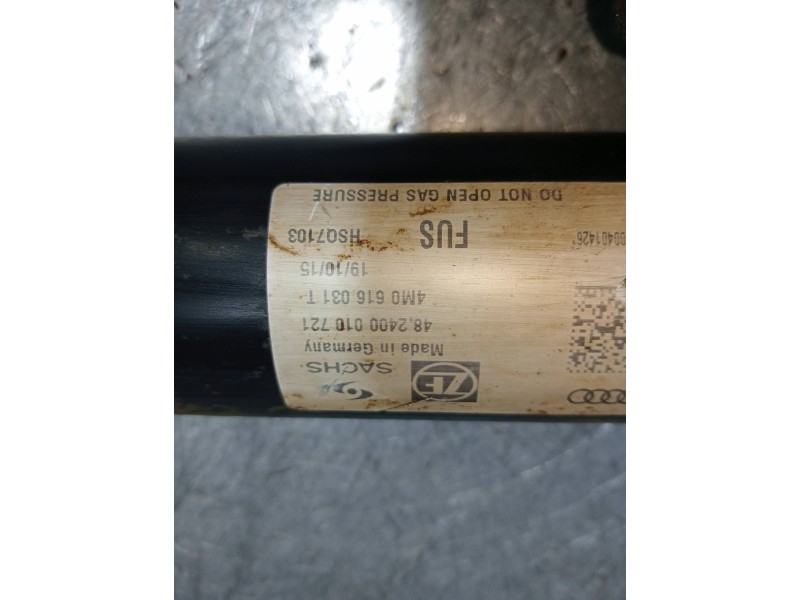 ZF SACHS
Made in Germany
48.2400 010 721
4M0 616 031 T
19/10/15
FUS HSQ7103
DO NOT OPEN GAS PRESSURE